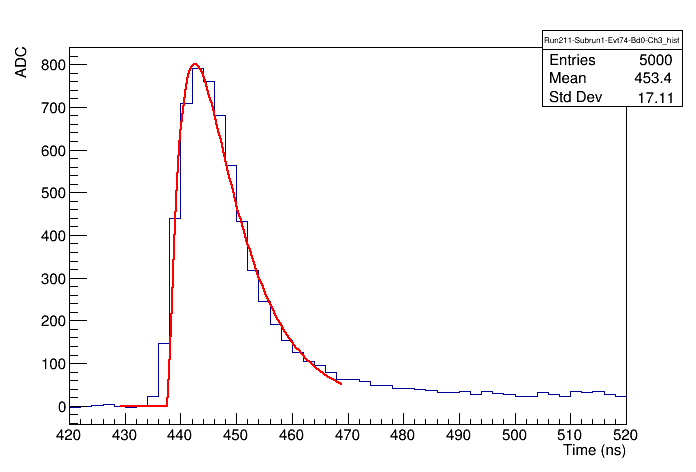 Run211-Subrun1-Evt74-Bd0-Ch3_hist
Entries 5000
Mean 453.4
Std Dev 17.11
ADC
800
700
600
500
400
300
200
100
0
420 430 440 450 460 470 480 490 500 510 520
Time (ns)